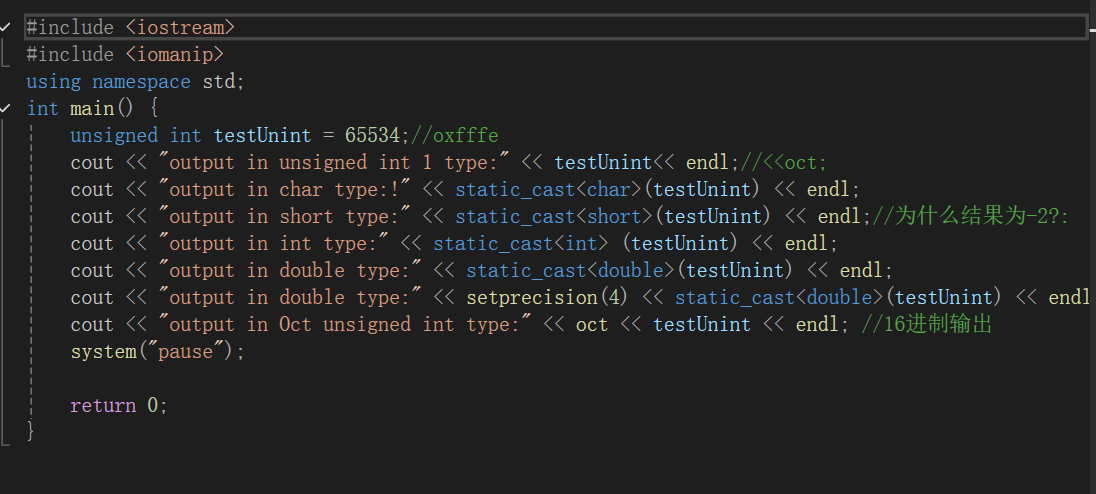 #include <iostream>
#include <iomanip>
using namespace std;
int main() {
unsigned int testUnint = 65534;//oxfffe
cout << "output in unsigned int 1 type:" << testUnint<< endl;//<<oct;
cout << "output in char type:!" << static_cast<char>(testUnint) << endl;
cout << "output in short type:" << static_cast<short>(testUnint) << endl;//为什么结果为-2?:
cout << "output in int type:" << static_cast<int> (testUnint) << endl;
cout << "output in double type:" << static_cast<double>(testUnint) << endl;
cout << "output in double type:" << setprecision(4) << static_cast<double>(testUnint) << endl
cout << "output in Oct unsigned int type:" << oct << testUnint << endl; //16进制输出
system("pause");
return 0;
}